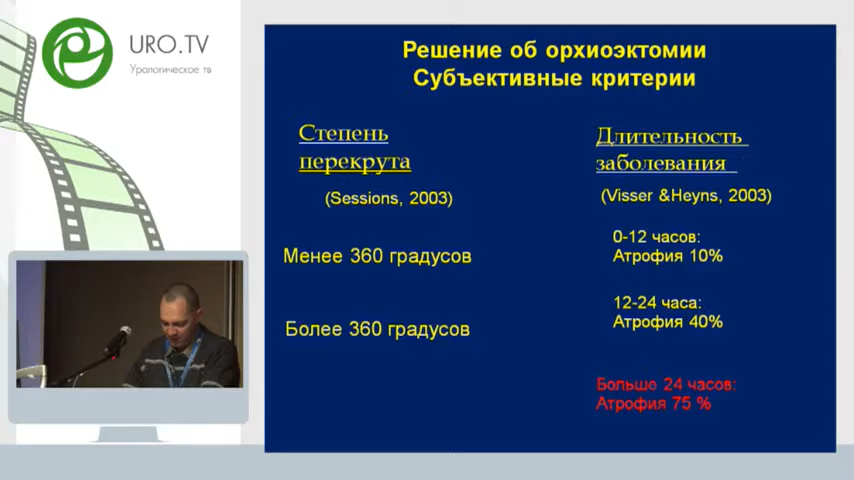 URO.TV
Урологическое тв
Решение об орхиоэктомии
Субъективные критерии
Степень
перекрута
(Sessions, 2003)
Менее 360 градусов
Более 360 градусов
Длительность
заболевания
(Visser &Heyns, 2003)
0-12 часов:
Атрофия 10%
12-24 часа:
Атрофия 40%
Больше 24 часов:
Атрофия 75 %